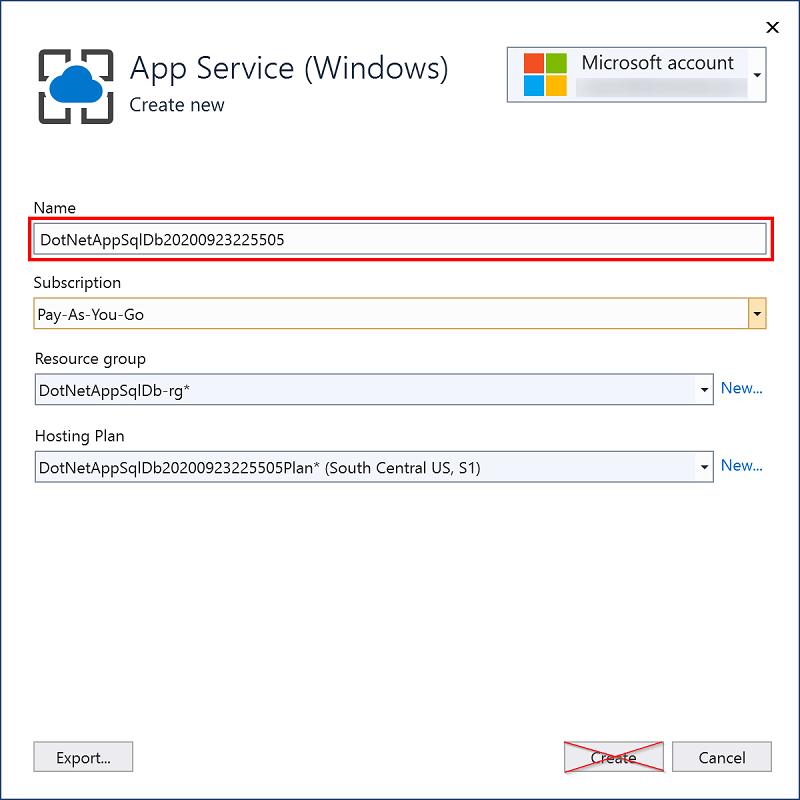 App Service (Windows)
Create new
Microsoft account
Name
DotNetAppSqlDb20200923225505
Subscription
Pay-As-You-Go
Resource group
DotNetAppSqlDb-rg*
New...
Hosting Plan
DotNetAppSqlDb20200923225505Plan* (South Central US, S1)
New...
Export...
Create
Cancel